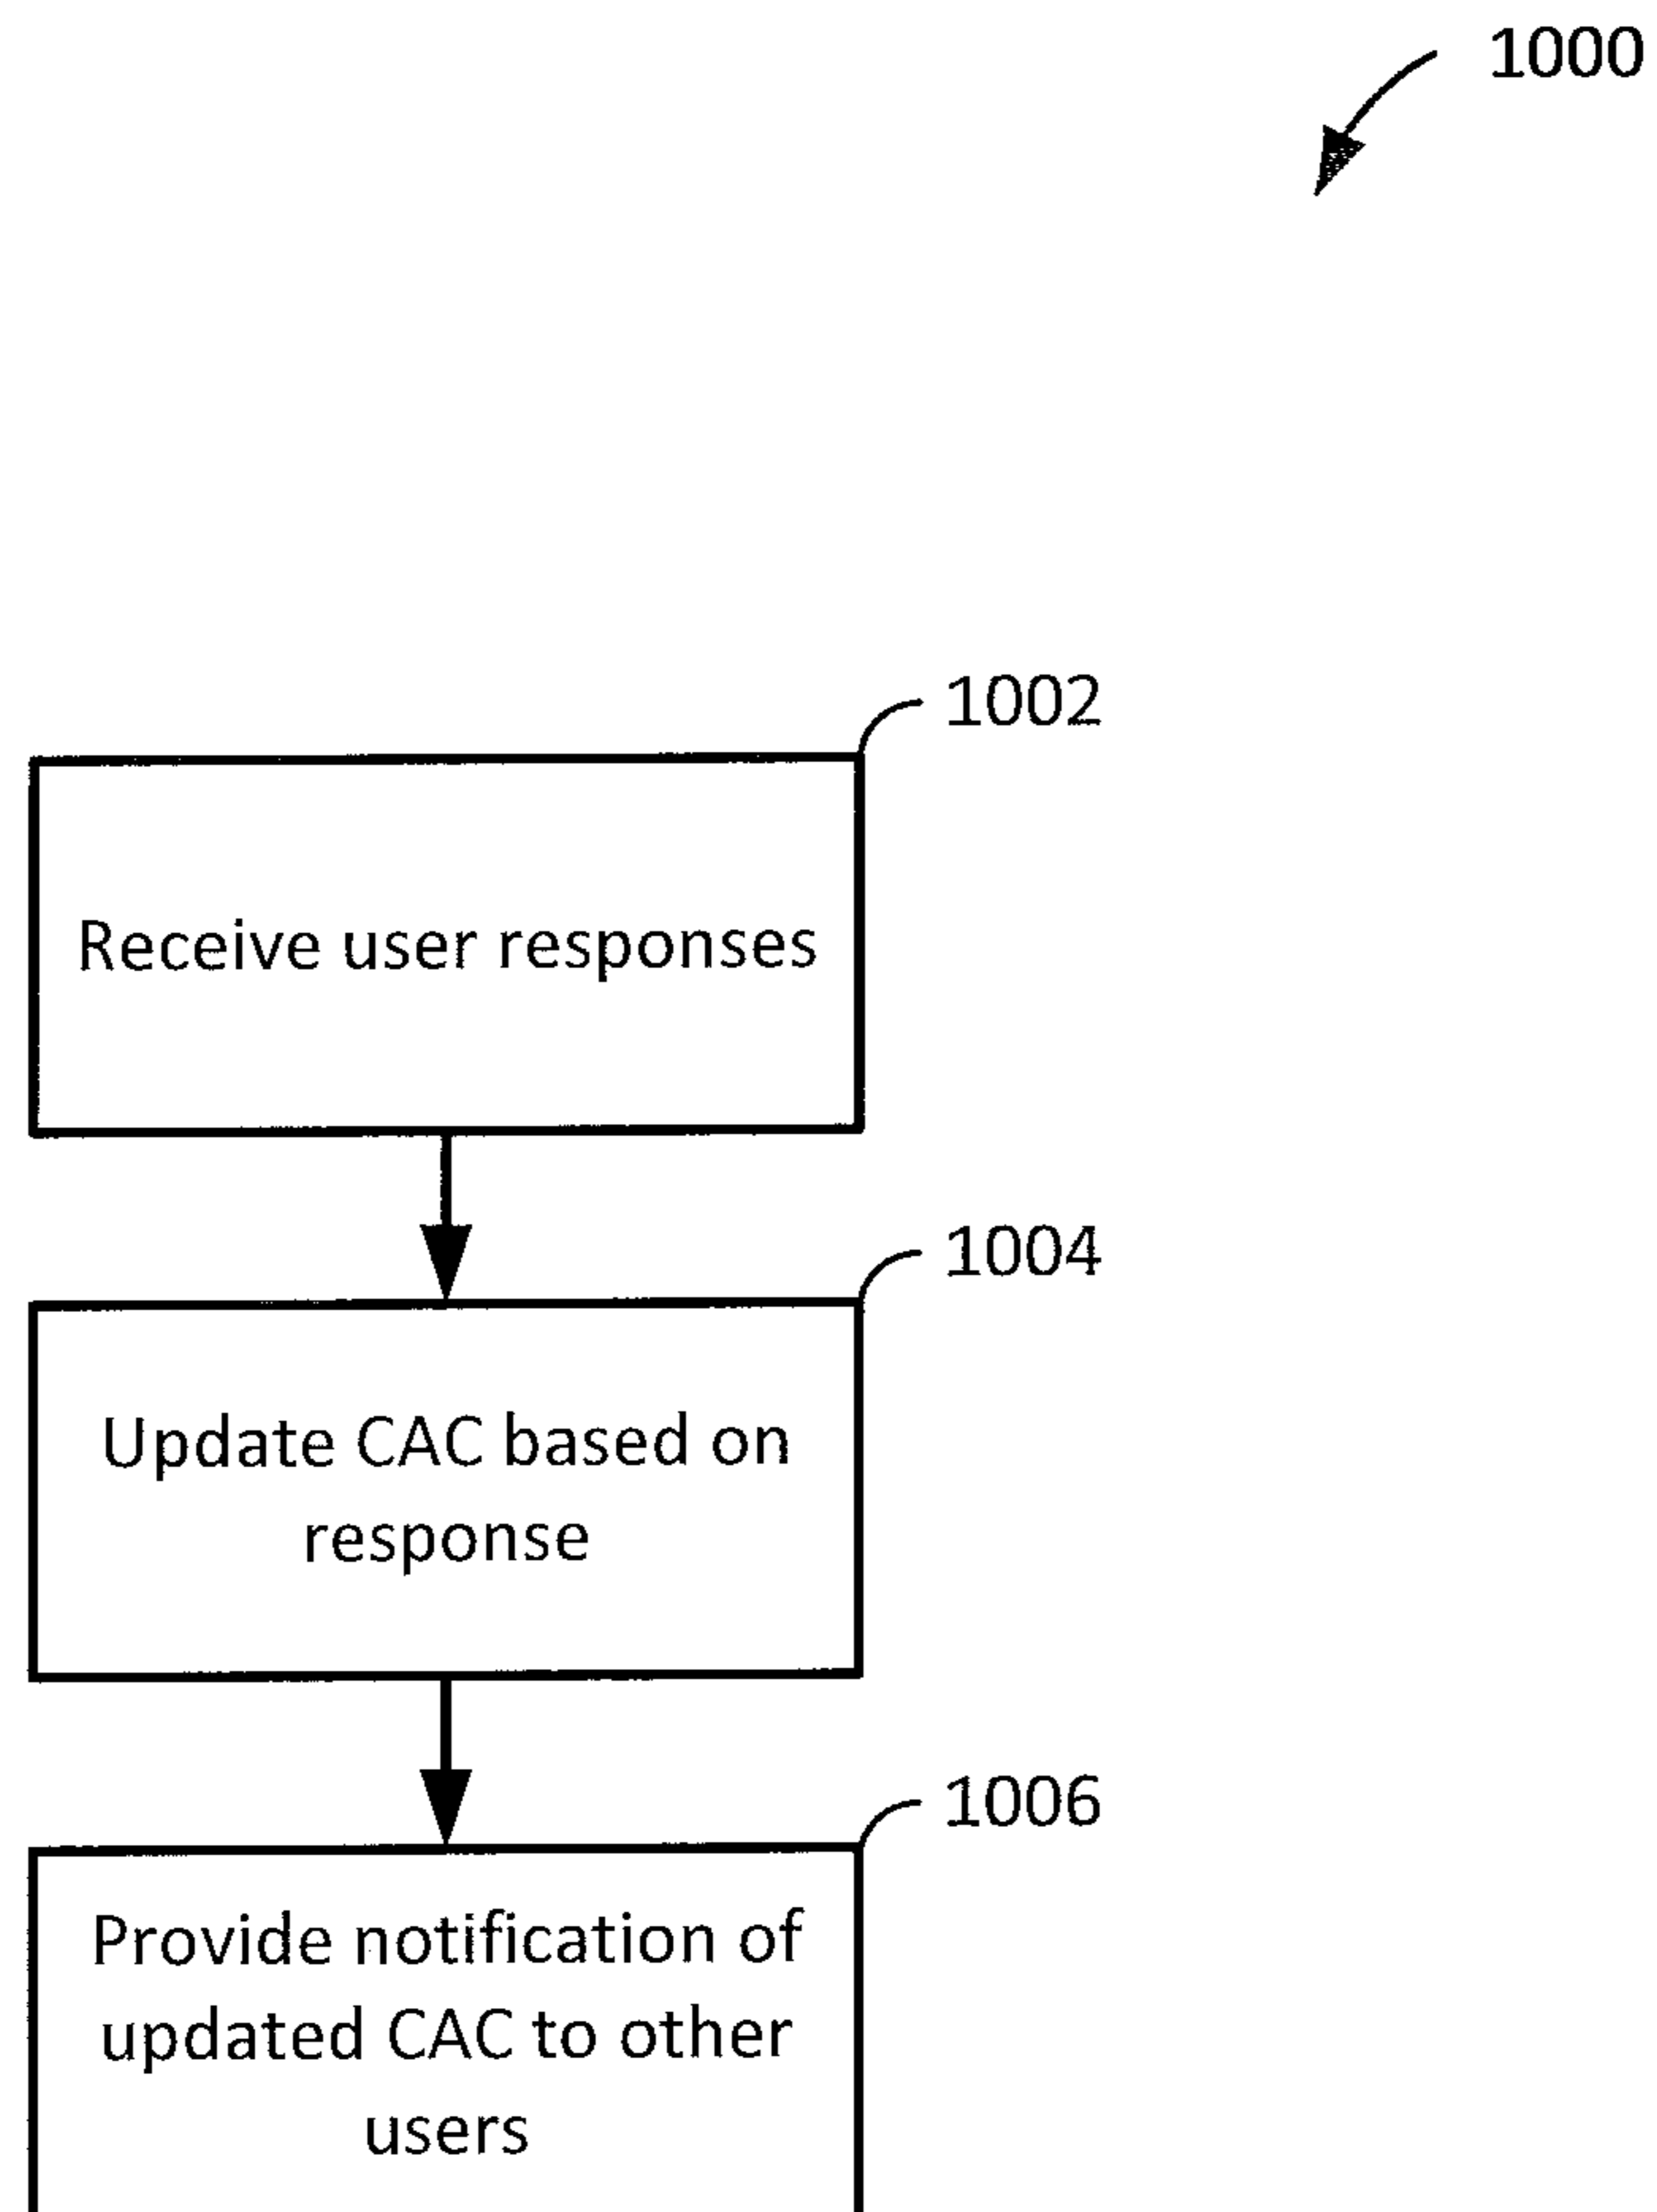 1000
1002
Receive user responses
1004
Update CAC based on
response
1006
Provide notification of
updated CAC to other
users